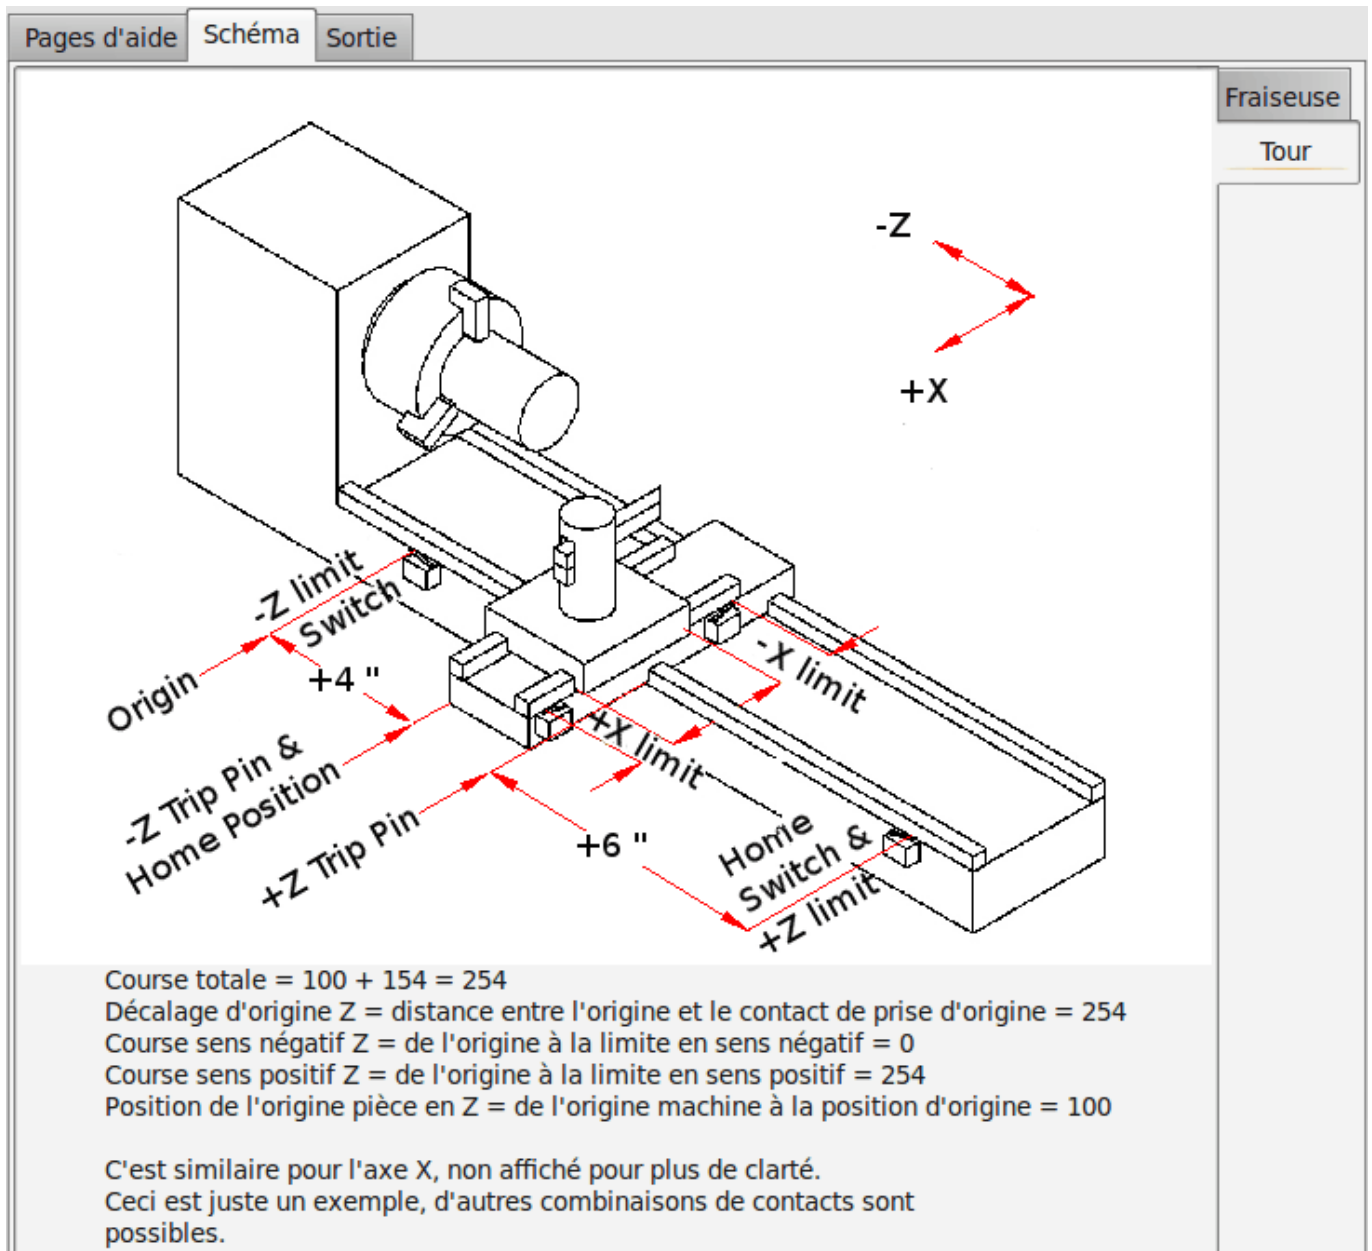 Pages d'aide
Schéma
Sortie
Fraiseuse
Tour
-Z
+X
-Z limit
Switch
Origin
+4 "
-X limit
+X limit
-Z Trip Pin &
Home Position
+Z Trip Pin
+6 "
Home
Switch &
+Z limit
Course totale = 100 + 154 = 254
Décalage d'origine Z = distance entre l'origine et le contact de prise d'origine = 254
Course sens négatif Z = de l'origine à la limite en sens négatif = 0
Course sens positif Z = de l'origine à la limite en sens positif = 254
Position de l'origine pièce en Z = de l'origine machine à la position d'origine = 100
C'est similaire pour l'axe X, non affiché pour plus de clarté.
Ceci est juste un exemple, d'autres combinaisons de contacts sont
possibles.